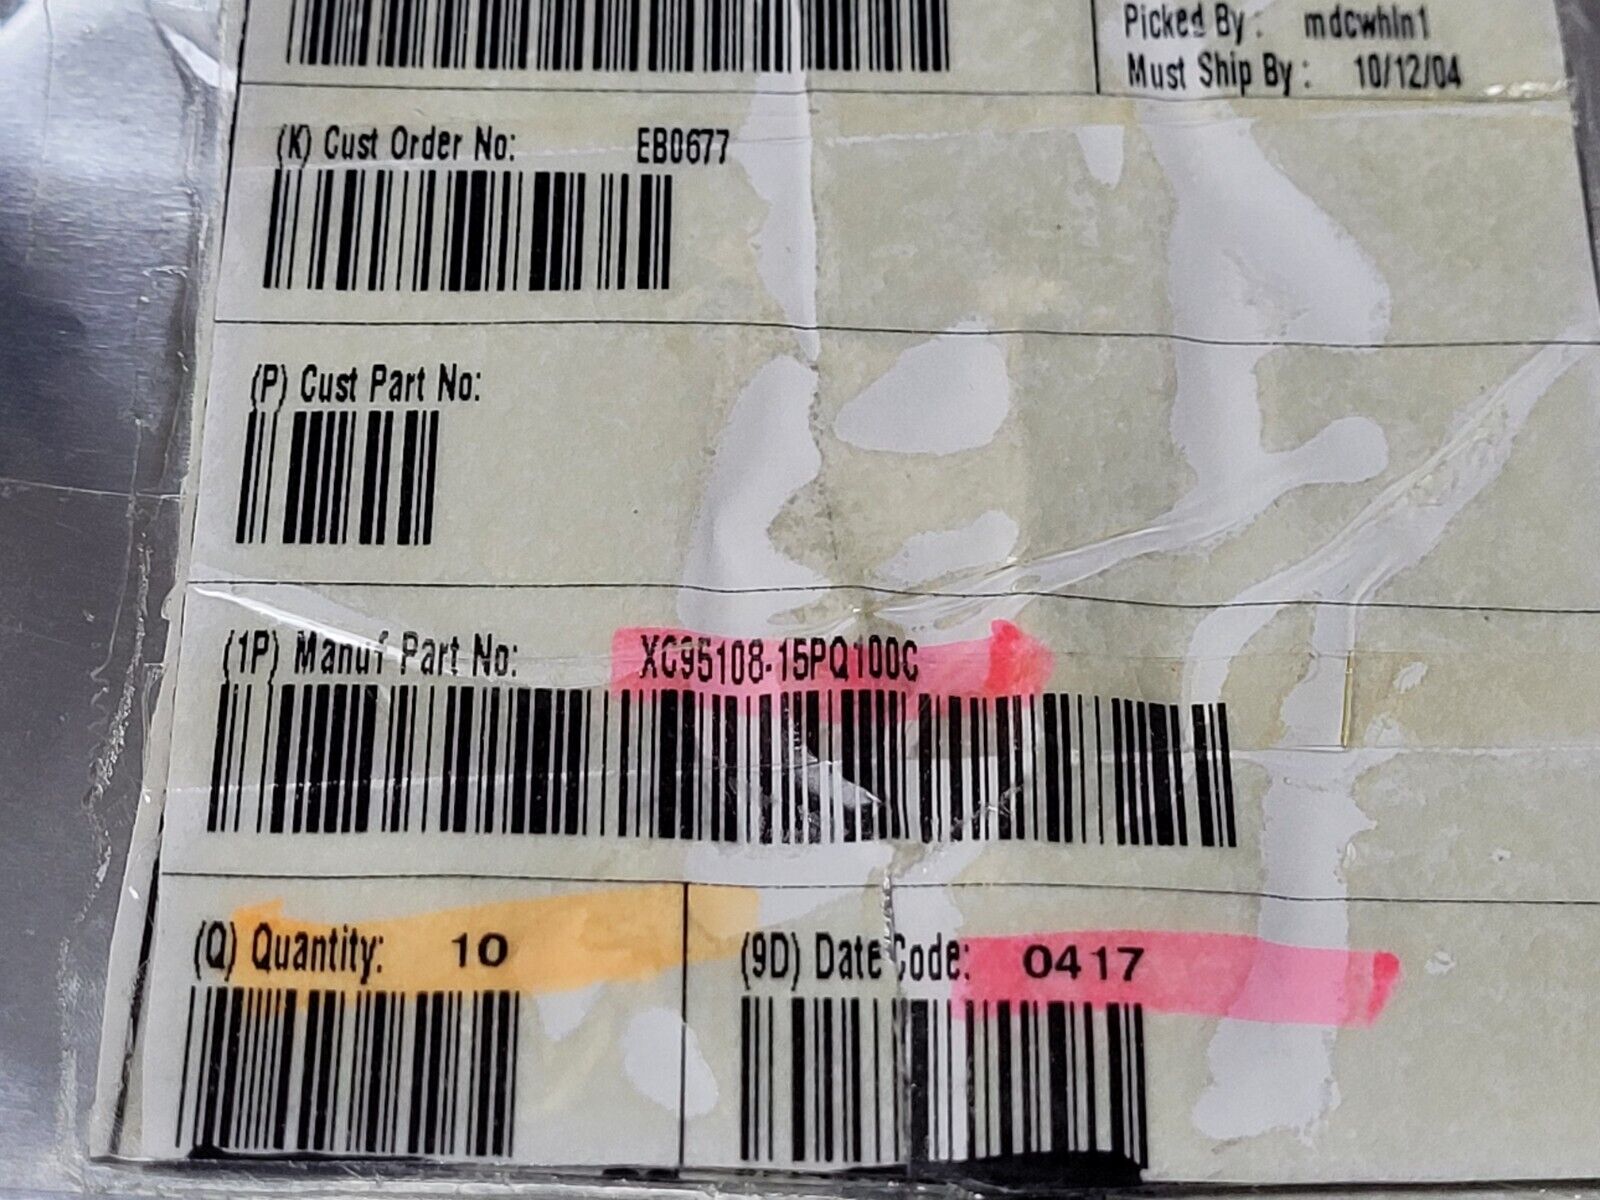 Picked By : mdcwhln1
Must Ship By : 10/12/04
(K) Cust Order No: EB0677
(P) Cust Part No:
(1P) Manuf Part No: XC95108-15PQ100C
(Q) Quantity: 10
(9D) Date Code: 0417